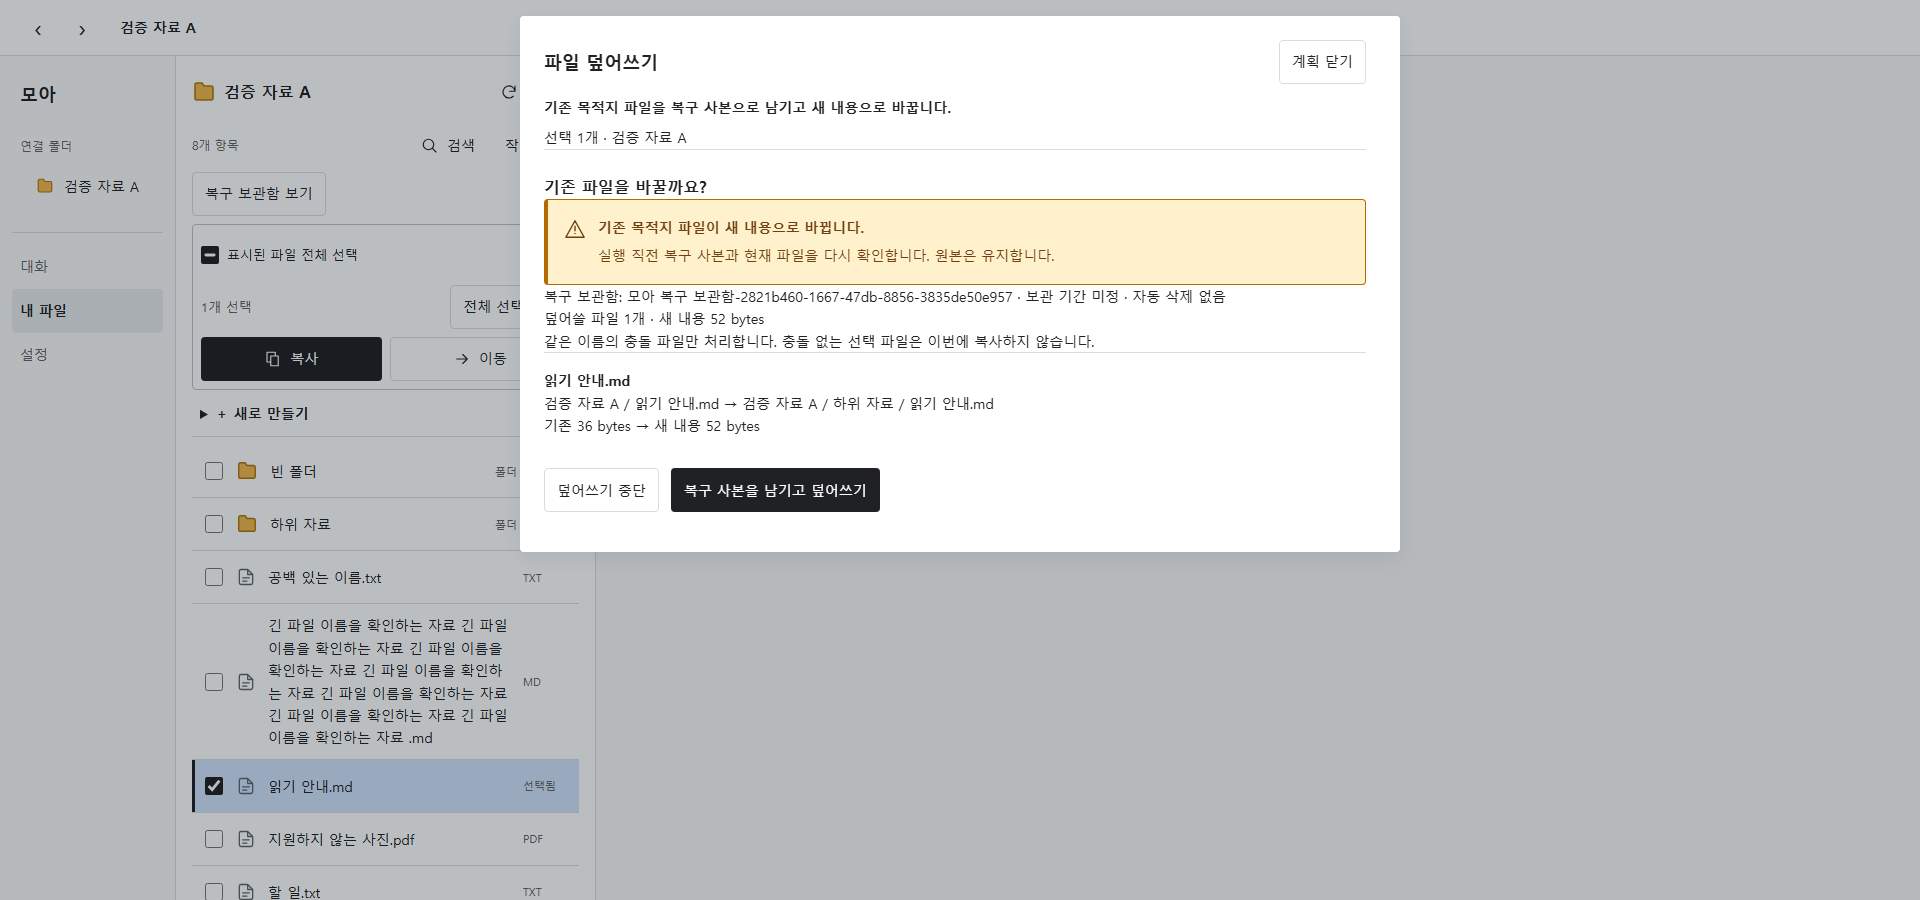 검증 자료 A
모아
연결 폴더
검증 자료 A
대화
내 파일
설정
검증 자료 A
8개 항목
검색
작
복구 보관함 보기
표시된 파일 전체 선택
1개 선택
전체 선택
복사
이동
+ 새로 만들기
빈 폴더
폴더
하위 자료
폴더
공백 있는 이름.txt
TXT
긴 파일 이름을 확인하는 자료 긴 파일
이름을 확인하는 자료 긴 파일 이름을
확인하는 자료 긴 파일 이름을 확인하
는 자료 긴 파일 이름을 확인하는 자료
긴 파일 이름을 확인하는 자료 긴 파일
이름을 확인하는 자료 .md
MD
읽기 안내.md
선택됨
지원하지 않는 사진.pdf
PDF
할 일.txt
TXT
파일 덮어쓰기
계획 닫기
기존 목적지 파일을 복구 사본으로 남기고 새 내용으로 바꿉니다.
선택 1개 · 검증 자료 A
기존 파일을 바꿀까요?
기존 목적지 파일이 새 내용으로 바뀝니다.
실행 직전 복구 사본과 현재 파일을 다시 확인합니다. 원본은 유지합니다.
복구 보관함: 모아 복구 보관함-2821b460-1667-47db-8856-3835de50e957 · 보관 기간 미정 · 자동 삭제 없음
덮어쓸 파일 1개 · 새 내용 52 bytes
같은 이름의 충돌 파일만 처리합니다. 충돌 없는 선택 파일은 이번에 복사하지 않습니다.
읽기 안내.md
검증 자료 A / 읽기 안내.md → 검증 자료 A / 하위 자료 / 읽기 안내.md
기존 36 bytes → 새 내용 52 bytes
덮어쓰기 중단
복구 사본을 남기고 덮어쓰기